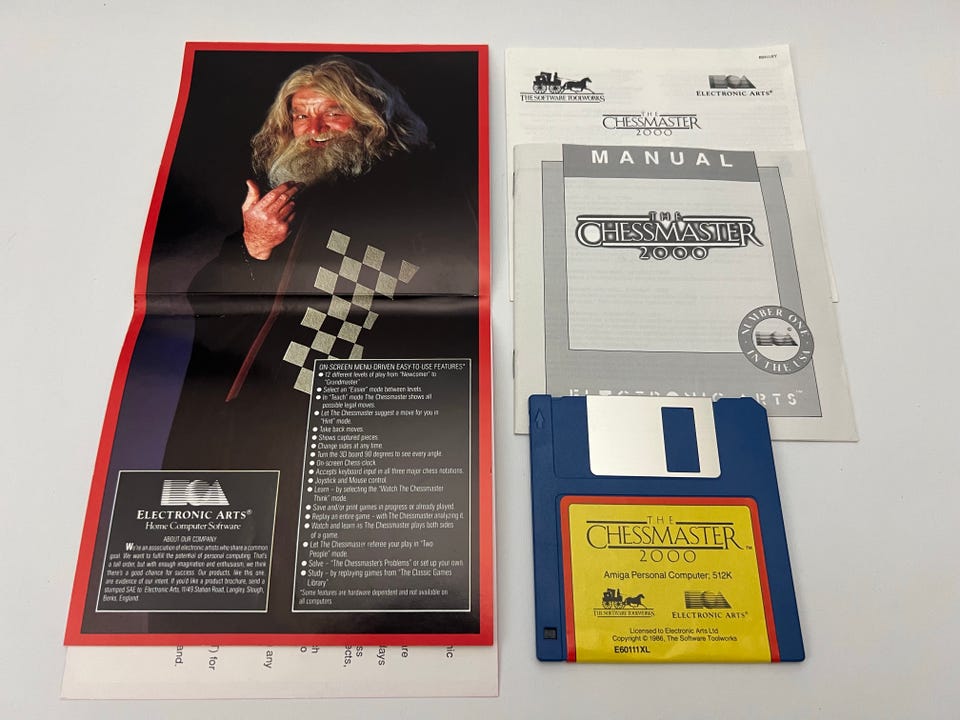 ON-SCREEN MENU-DRIVEN EASY-TO-USE FEATURES*
● 12 different levels of play from "Newcomer" to
"Grandmaster"
● Select an "Easier" mode between levels.
● In "Teach" mode The Chessmaster shows all
possible legal moves.
● Let The Chessmaster suggest a move for you in
"Hint" mode.
● Take back moves.
● Shows captured pieces.
● Change sides at any time.
● Turn the 3D board 90 degrees to see every angle.
● On-screen Chess-clock.
● Accepts keyboard input in all three major chess notations.
● Joystick and Mouse control.
● Learn – by selecting the "Watch The Chessmaster
Think" mode.
● Save and/or print games in progress or already played.
● Replay an entire game – with The Chessmaster analyzing it.
● Watch and learn as The Chessmaster plays both sides
of a game.
● Let The Chessmaster referee your play in "Two
People" mode.
● Solve – "The Chessmaster's Problems" or set up your own.
● Study – by replaying games from "The Classic Games
Library".
*Some features are hardware dependent and not available on
all computers.
ELECTRONIC ARTS®
Home Computer Software
ABOUT OUR COMPANY
We're an association of electronic artists who share a common
goal. We want to fulfill the potential of personal computing. That's
a tall order, but with enough imagination and enthusiasm, we think
there's a good chance for success. Our products, like this one,
are evidence of our intent. If you'd like a product brochure, send a
stamped SAE to: Electronic Arts, 11/49 Station Road, Langley, Slough,
Berks, England.
any
T) for
and.
THE SOFTWARE TOOLWORKS
ELECTRONIC ARTS®
THE
CHESSMASTER
2000
MANUAL
THE
CHESSMASTER
2000
NUMBER ONE
IN THE USA
ELECTRONIC ARTS™
THE
CHESSMASTER™
2000
Amiga Personal Computer; 512K
THE SOFTWARE TOOLWORKS
ELECTRONIC ARTS®
Licensed to Electronic Arts Ltd
Copyright © 1986, The Software Toolworks
E60111XL